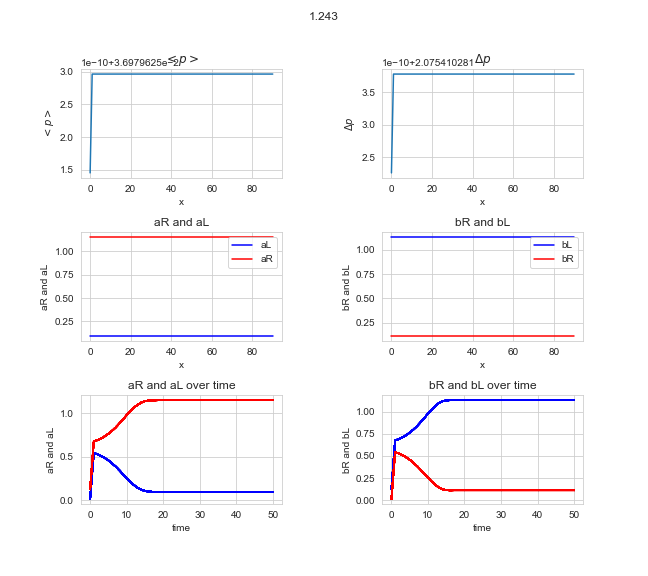 1.243
1e−10+3.6979625e−2
< p >
1e−10+2.075410281
Δp
3.0
2.5
2.0
1.5
< p >
0 20 40 60 80
x
3.5
3.0
2.5
Δp
0 20 40 60 80
x
aR and aL
bR and bL
1.00
0.75
0.50
0.25
aR and aL
aL
aR
0 20 40 60 80
x
1.00
0.75
0.50
0.25
bR and bL
bL
bR
0 20 40 60 80
x
aR and aL over time
bR and bL over time
1.0
0.5
0.0
aR and aL
0 10 20 30 40 50
time
1.00
0.75
0.50
0.25
0.00
bR and bL
0 10 20 30 40 50
time